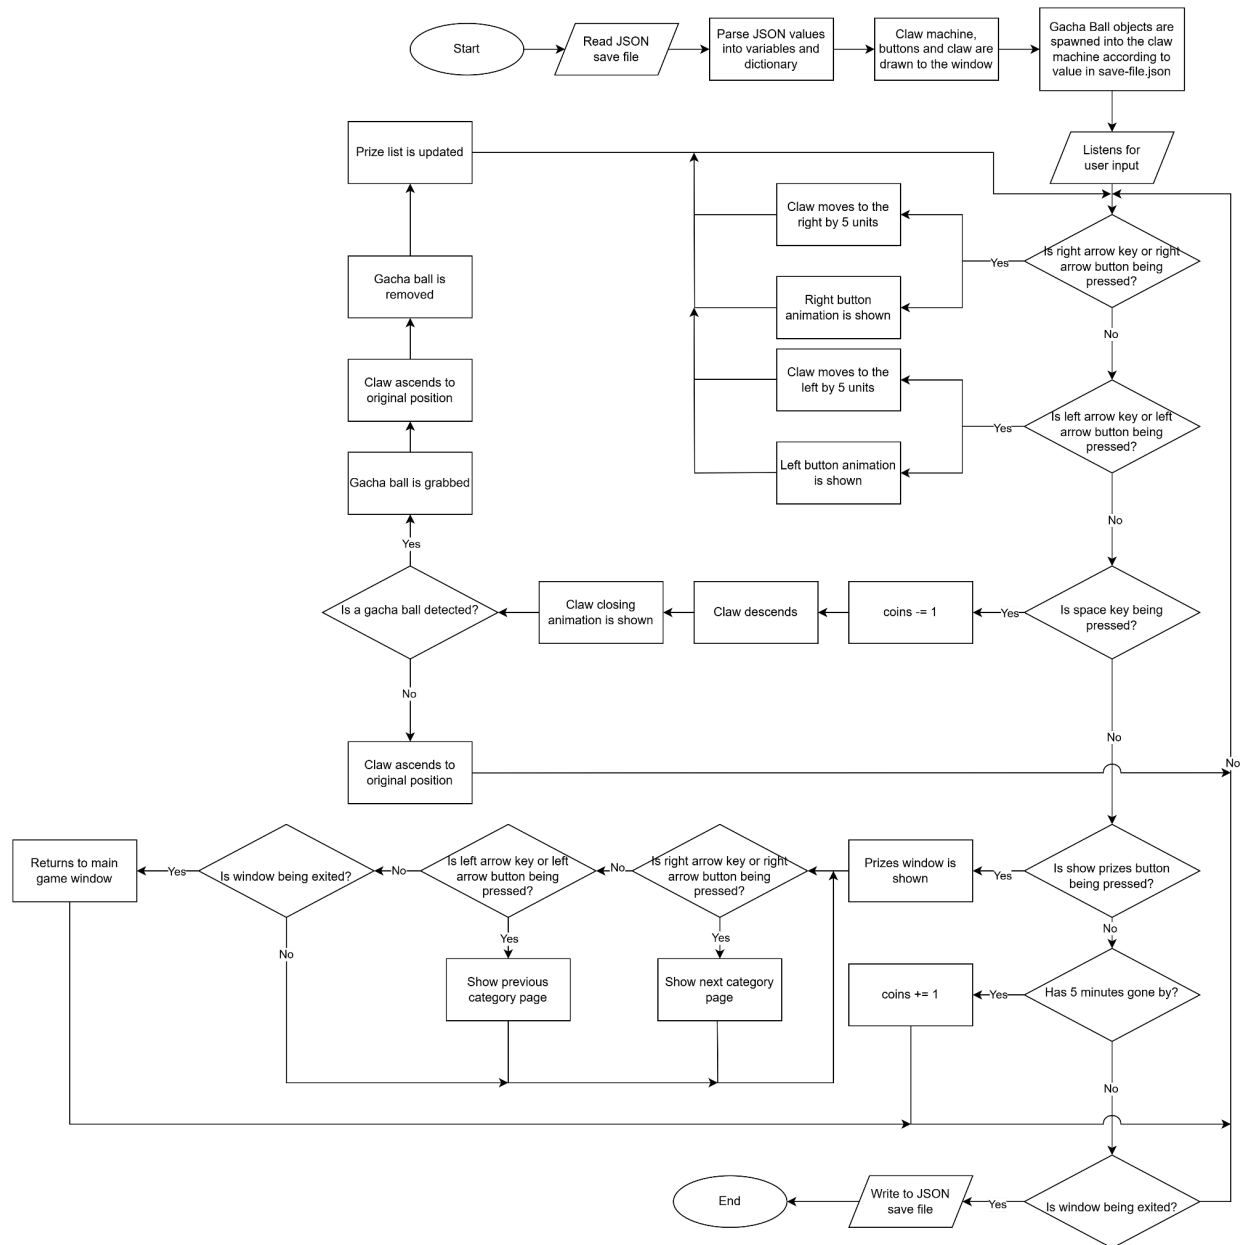 Start
Read JSON
save file
Parse JSON values
into variables and
dictionary
Claw machine,
buttons and claw are
drawn to the window
Gacha Ball objects are
spawned into the claw
machine according to
value in save-file.json
Listens for
user input
Prize list is updated
Claw moves to the
right by 5 units
Is right arrow key or right
arrow button being
pressed?
Yes
Gacha ball is
removed
Right button
animation is shown
No
Claw ascends to
original position
Claw moves to the
left by 5 units
Is left arrow key or left
arrow button being
pressed?
Yes
Gacha ball is grabbed
Left button animation
is shown
No
Yes
Is a gacha ball detected?
Claw closing
animation is shown
Claw descends
coins -= 1
Yes
Is space key being
pressed?
No
No
No
Claw ascends to
original position
Returns to main
game window
Yes
Is window being exited?
No
Is left arrow key or left
arrow button being
pressed?
No
Is right arrow key or right
arrow button being
pressed?
Prizes window is
shown
Yes
Is show prizes button
being pressed?
No
Yes
Yes
No
Show previous
category page
Show next category
page
coins += 1
Yes
Has 5 minutes gone by?
No
End
Write to JSON
save file
Yes
Is window being exited?